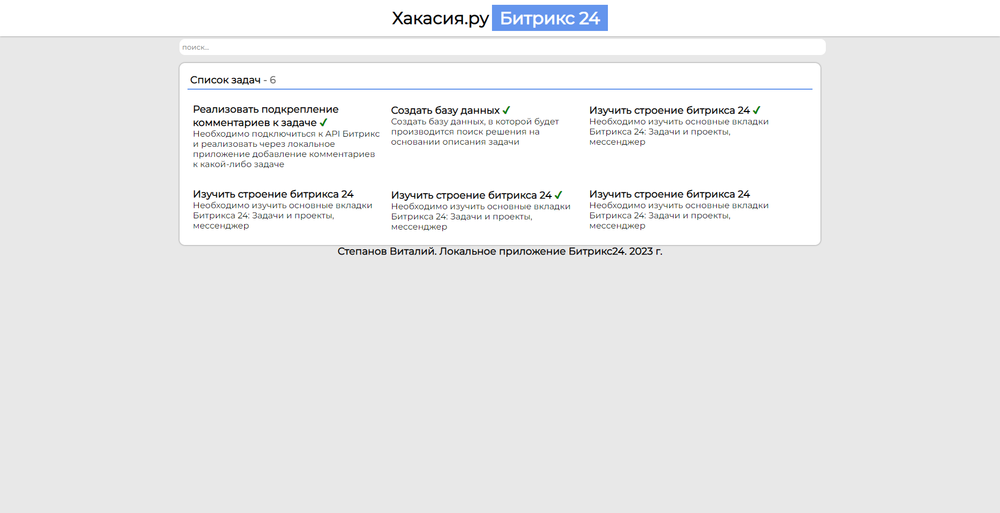 Хакасия.ру Битрикс 24
поиск...
Список задач - 6
Реализовать подкрепление
комментариев к задаче ✓
Необходимо подключиться к API Битрикс
и реализовать через локальное
приложение добавление комментариев
к какой-либо задаче
Создать базу данных ✓
Создать базу данных, в которой будет
производится поиск решения на
основании описания задачи
Изучить строение битрикса 24 ✓
Необходимо изучить основные вкладки
Битрикса 24: Задачи и проекты,
мессенджер
Изучить строение битрикса 24
Необходимо изучить основные вкладки
Битрикса 24: Задачи и проекты,
мессенджер
Изучить строение битрикса 24 ✓
Необходимо изучить основные вкладки
Битрикса 24: Задачи и проекты,
мессенджер
Изучить строение битрикса 24
Необходимо изучить основные вкладки
Битрикса 24: Задачи и проекты,
мессенджер
Степанов Виталий. Локальное приложение Битрикс24. 2023 г.